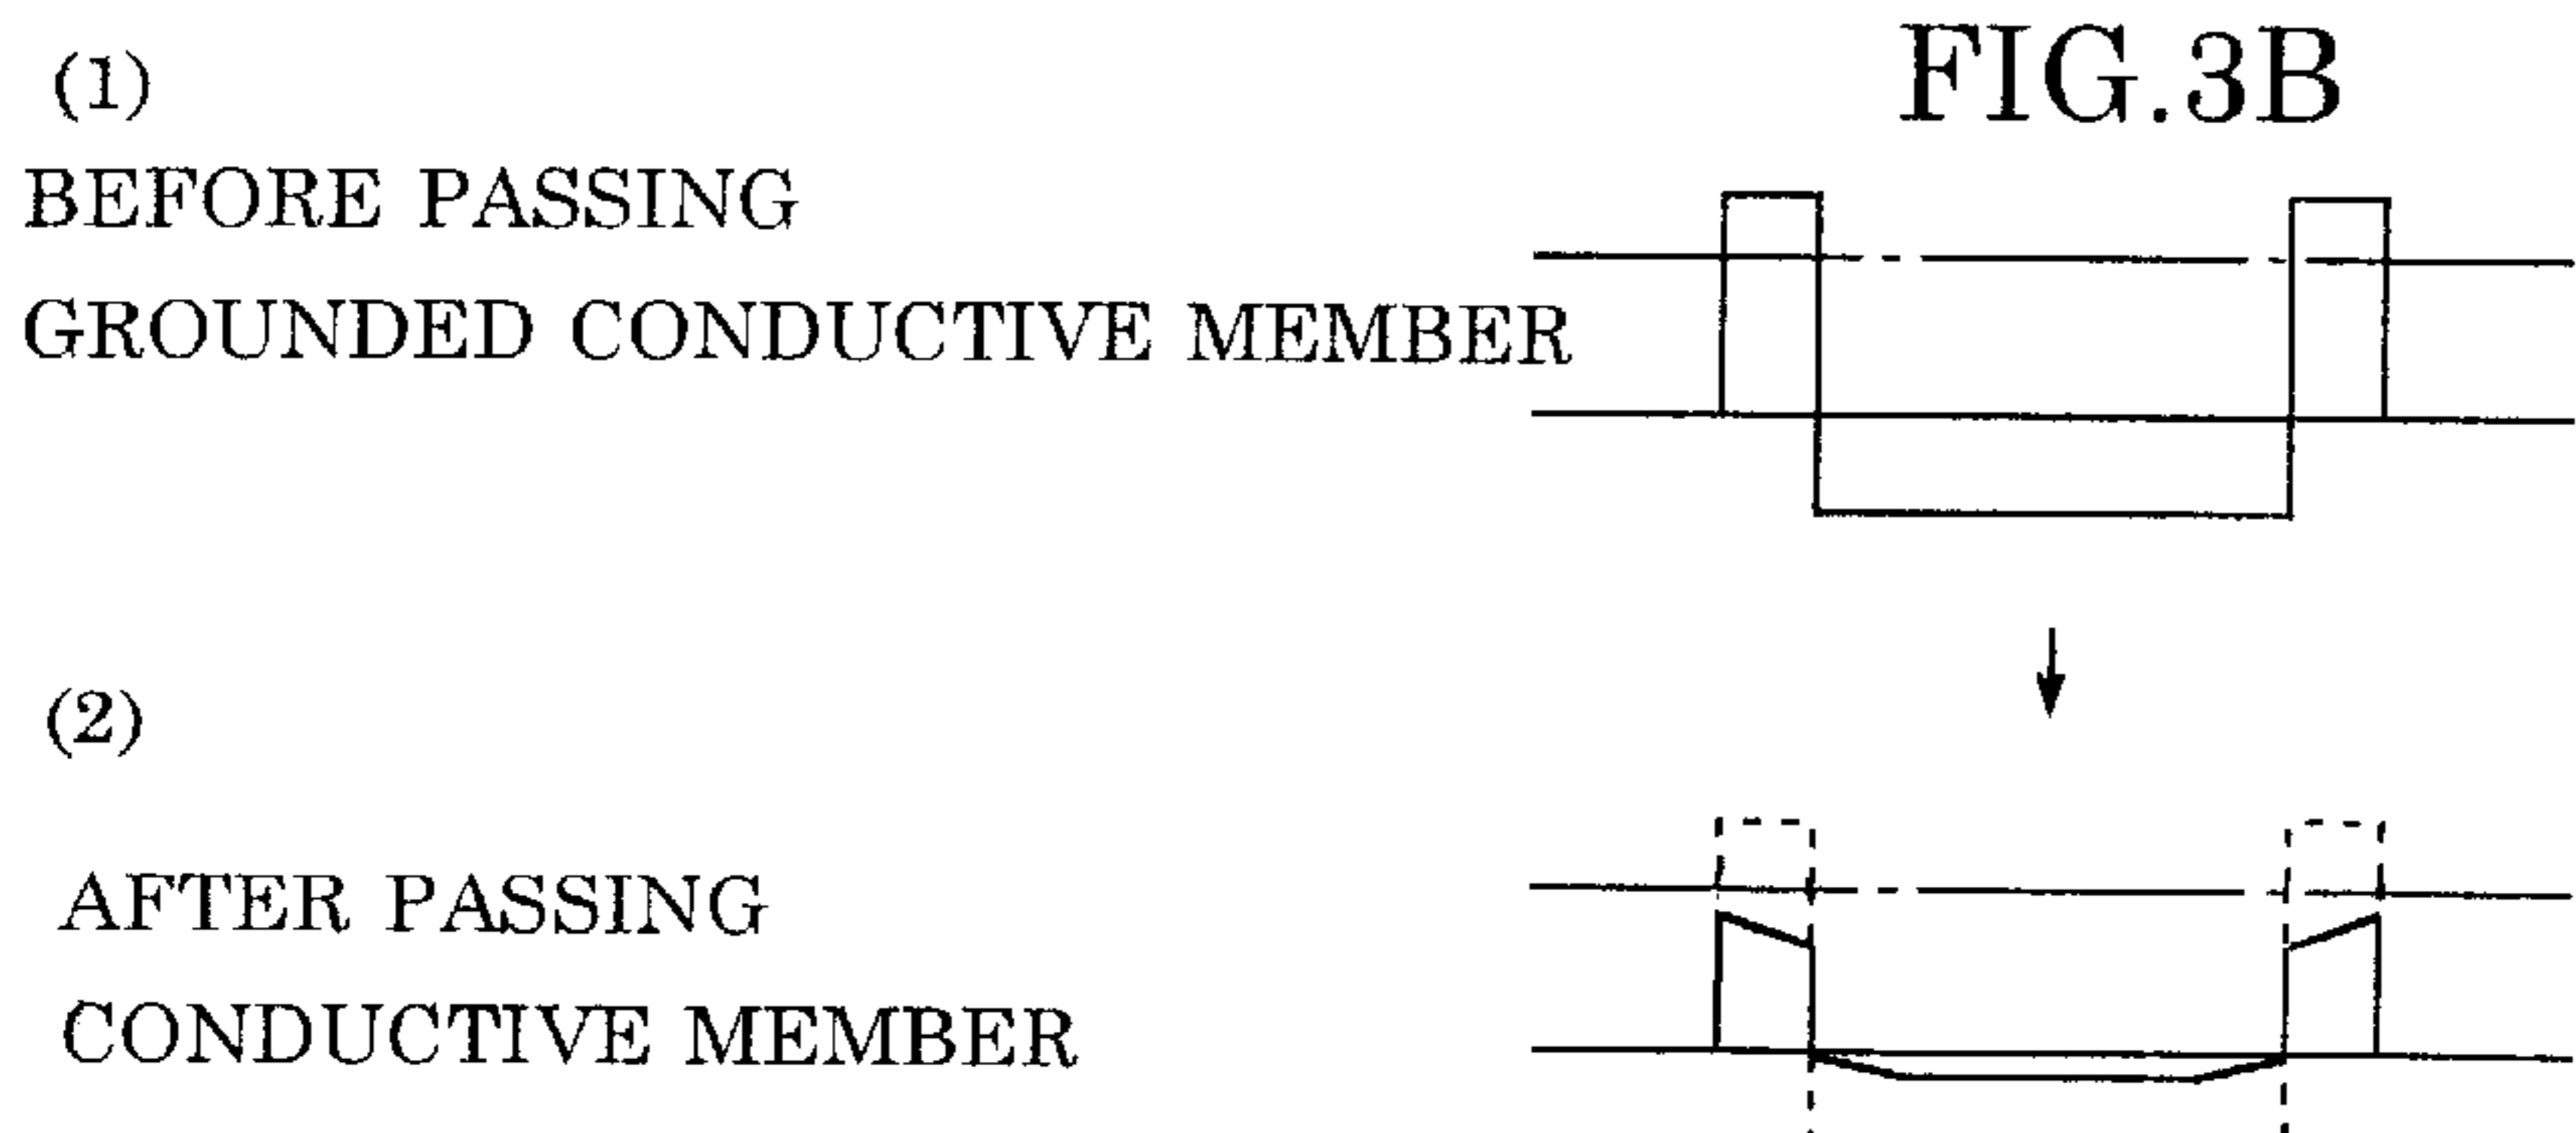 FIG.3B
(1)
BEFORE PASSING
GROUNDED CONDUCTIVE MEMBER
(2)
AFTER PASSING
CONDUCTIVE MEMBER